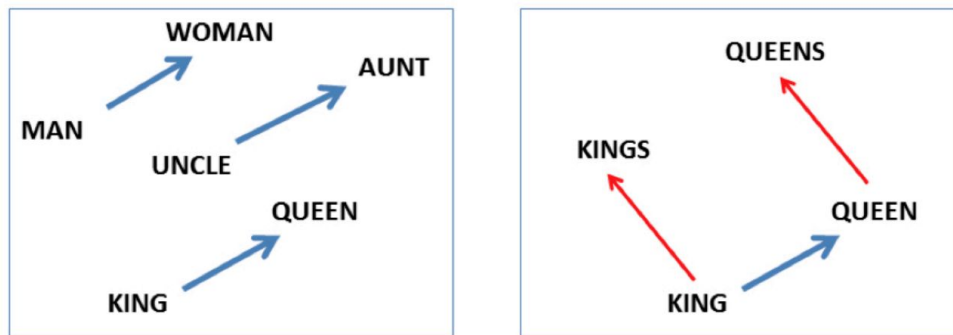 WOMAN
AUNT
MAN
UNCLE
QUEEN
KING
QUEENS
KINGS
QUEEN
KING